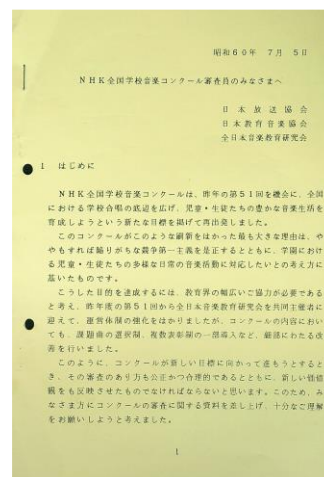 昭和60年 7月 5日
NHK全国学校音楽コンクール審査員のみなさまへ
日本放送協会
日本教育音楽協会
全日本音楽教育研究会
1 はじめに
NHK全国学校音楽コンクールは、昨年の第51回を機会に、全国
における学校合唱の底辺を広げ、児童・生徒たちの豊かな音楽生活を
育成しようという新たな目標を掲げて再出発しました。
このコンクールがこのような刷新をはかった最も大きな理由は、や
やもすれば陥りがちな競争第一主義を是正するとともに、学園におけ
る児童・生徒たちの多様な日常の音楽活動に対応したいとの考え方に
基いたものです。
こうした目的を達成するには、教育界の幅広いご協力が必要である
と考え、昨年度の第51回から全日本音楽教育研究会を共同主催者に
迎えて、運営体制の強化をはかりましたが、コンクールの内容におい
ても、課題曲の選択制、複数表彰制の一部導入など、細部にわたる改
善を行いました。
このように、コンクールが新しい目標に向かって進もうとするとき
、その審査のあり方も公正かつ合理的であるとともに、新しい価値
観をも反映させたものでなければならないと思います。このため、み
なさま方にコンクールの審査に関する資料を差し上げ、十分なご理解
をお願いしようと考えました。
1